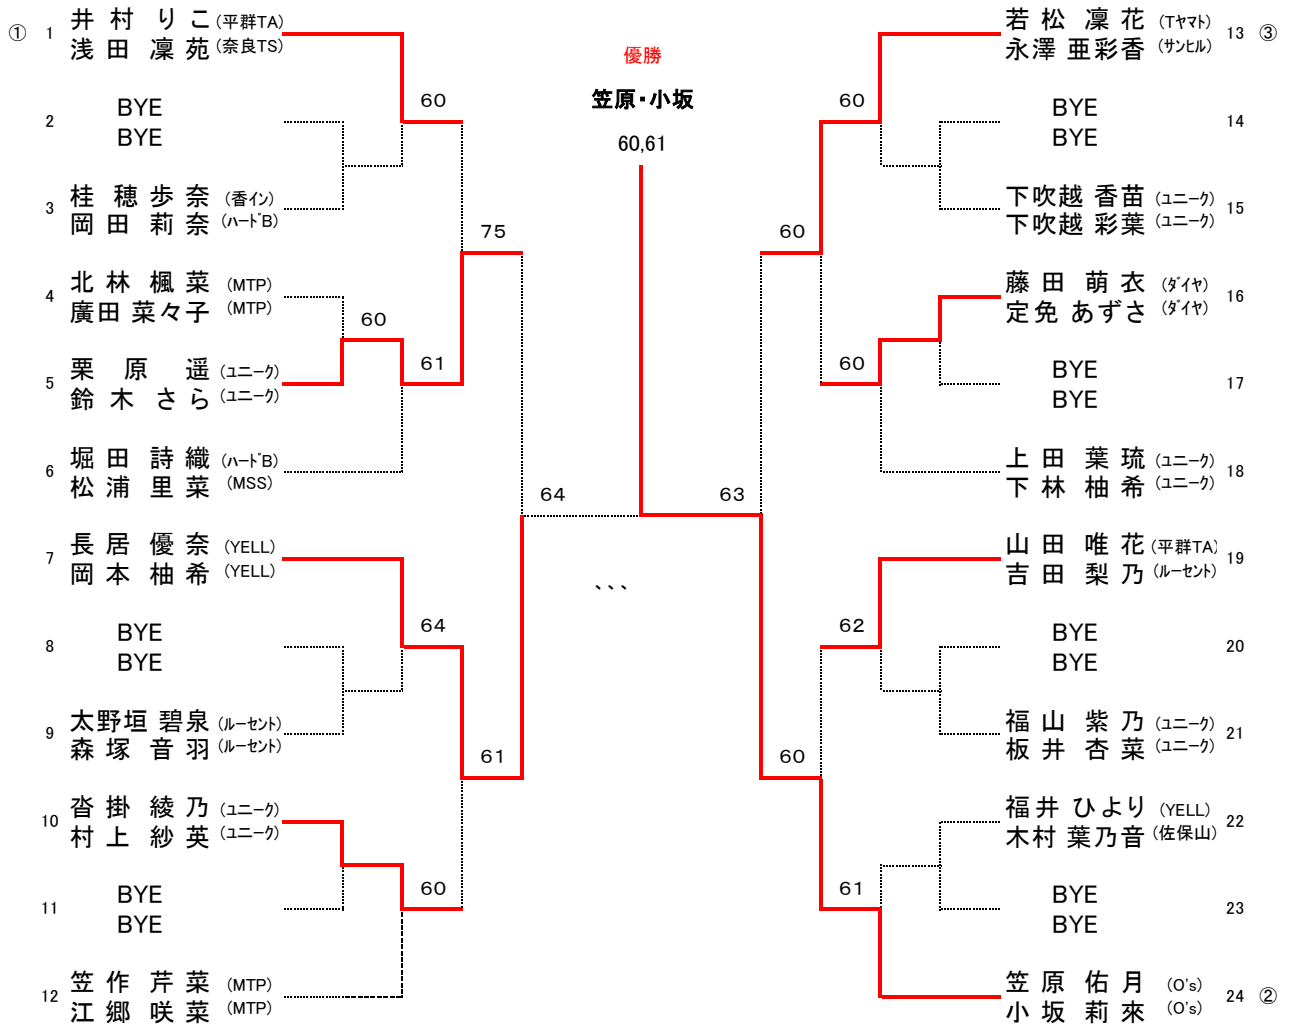 ① 1 井 村 りこ (平群TA)
浅 田 凜 苑 (奈良TS)
2 BYE
BYE
3 桂 穂 歩 奈 (香イン)
岡 田 莉 奈 (ハードB)
4 北 林 楓 菜 (MTP)
廣田 菜々子 (MTP)
5 栗 原 遥 (ユニーク)
鈴 木 さ ら (ユニーク)
6 堀 田 詩 織 (ハードB)
松 浦 里 菜 (MSS)
7 長 居 優 奈 (YELL)
岡 本 柚 希 (YELL)
8 BYE
BYE
9 太野垣 碧泉 (ルーセント)
森 塚 音 羽 (ルーセント)
10 沓 掛 綾 乃 (ユニーク)
村 上 紗 英 (ユニーク)
11 BYE
BYE
12 笠 作 芹 菜 (MTP)
江 郷 咲 菜 (MTP)
60
60
61
75
64
60
61
64
優勝
笠原・小坂
60,61
、、、
63
60
60
60
62
61
60
若 松 凜 花 (Tヤマト) 13 ③
永澤 亜彩香 (サンヒル)
BYE 14
BYE
下吹越 香苗 (ユニーク) 15
下吹越 彩葉 (ユニーク)
藤 田 萌 衣 (ダイヤ) 16
定免 あずさ (ダイヤ)
BYE 17
BYE
上 田 葉 琉 (ユニーク) 18
下 林 柚 希 (ユニーク)
山 田 唯 花 (平群TA) 19
吉 田 梨 乃 (ルーセント)
BYE 20
BYE
福 山 紫 乃 (ユニーク) 21
板 井 杏 菜 (ユニーク)
福井 ひより (YELL) 22
木村 葉乃音 (佐保山)
BYE 23
BYE
笠 原 佑 月 (O's) 24 ②
小 坂 莉 來 (O's)